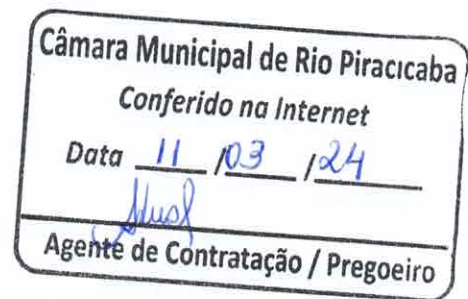 Câmara Municipal de Rio Piracicaba
Conferido na Internet
Data 11 / 03 / 24
Agente de Contratação / Pregoeiro